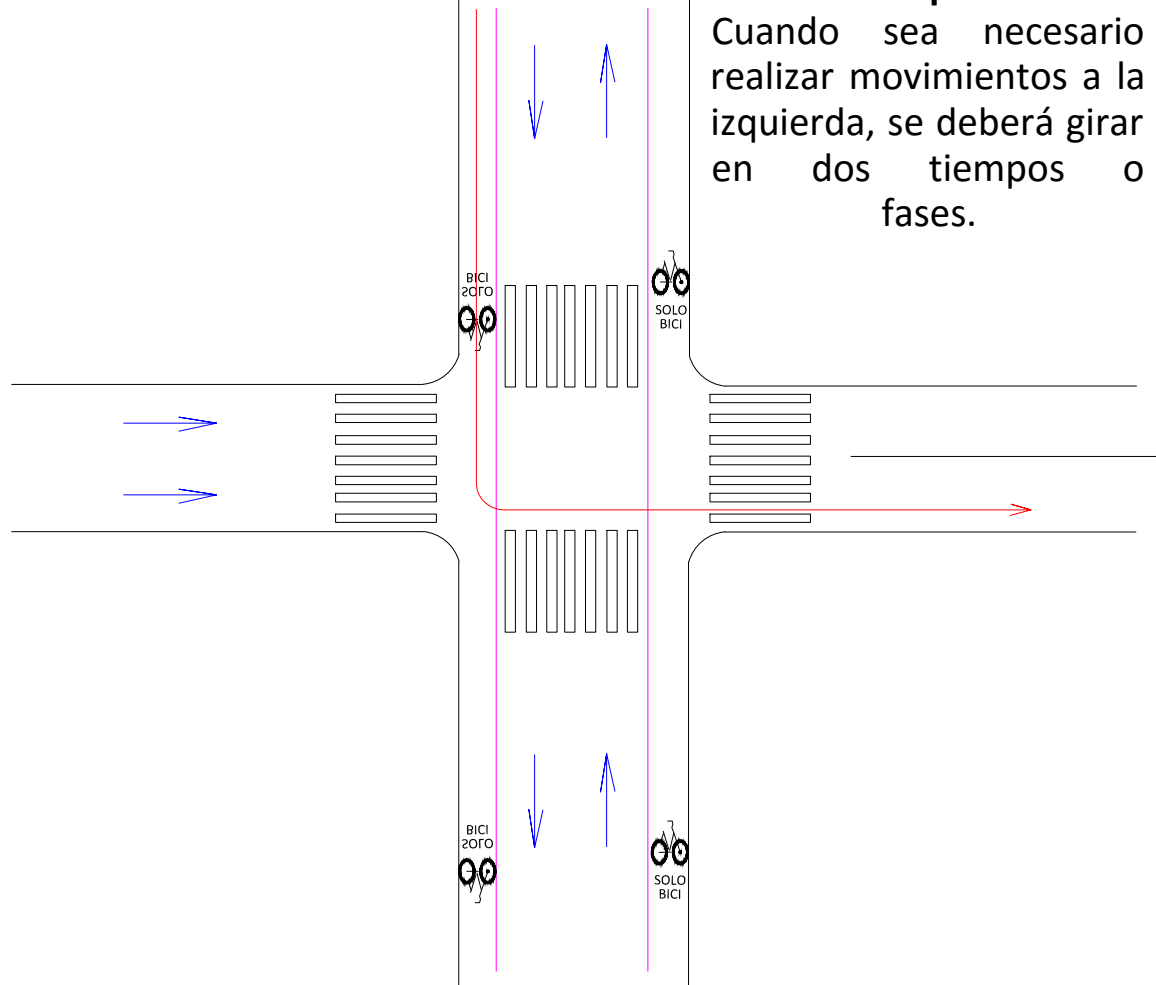 Cuando sea necesario
realizar movimientos a la
izquierda, se deberá girar
en dos tiempos o
fases.
BICI
SOLO
SOLO
BICI
BICI
SOLO
SOLO
BICI